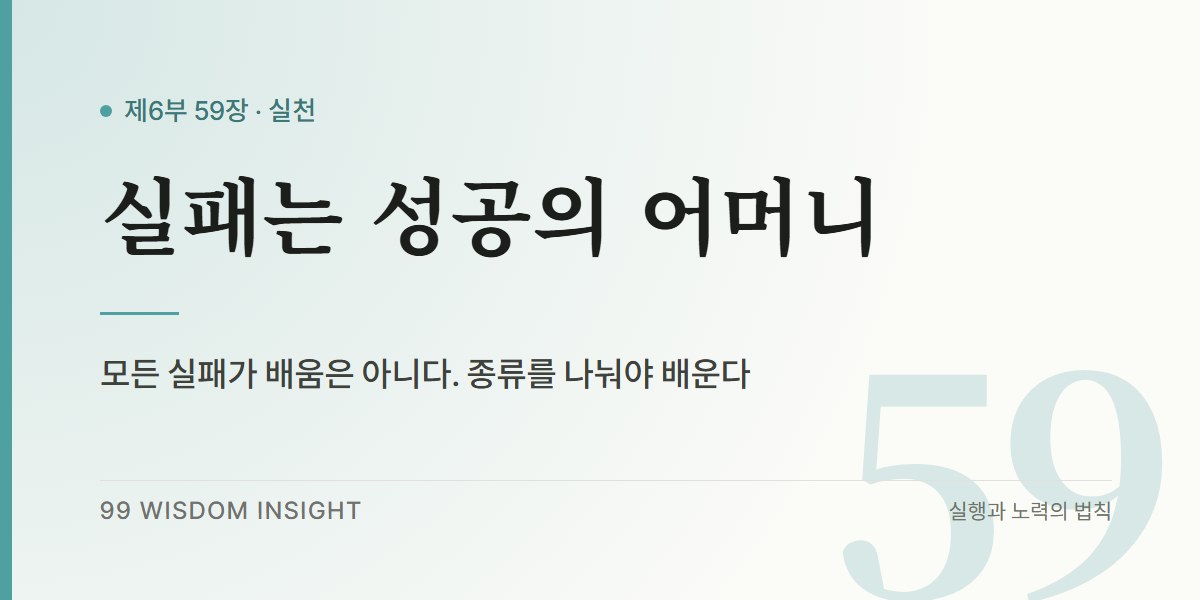 제6부 59장 · 실천
실패는 성공의 어머니
모든 실패가 배움은 아니다. 종류를 나눠야 배운다
99 WISDOM INSIGHT
실행과 노력의 법칙
59